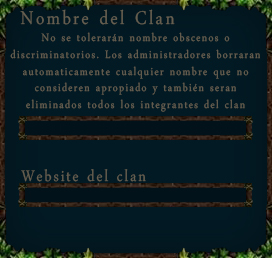 Nombre del Clan
No se tolerarán nombre obscenos o
discriminatorios. Los administradores borraran
automaticamente cualquier nombre que no
consideren apropiado y también seran
eliminados todos los integrantes del clan
Website del clan